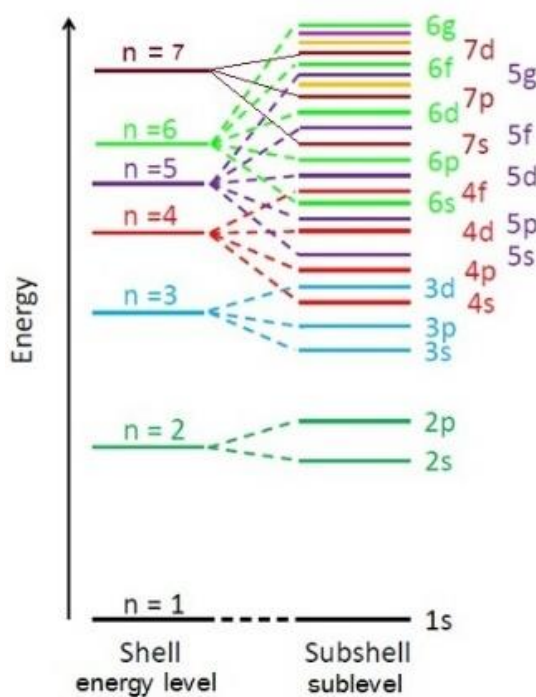 6g
7d
6f
5g
n = 7
7p
6d
5f
7s
n =6
6p
5d
n =5
4f
6s
5p
n =4
4d
5s
4p
3d
n =3
4s
3p
3s
Energy
2p
n = 2
2s
n = 1
1s
Shell
energy level
Subshell
sublevel